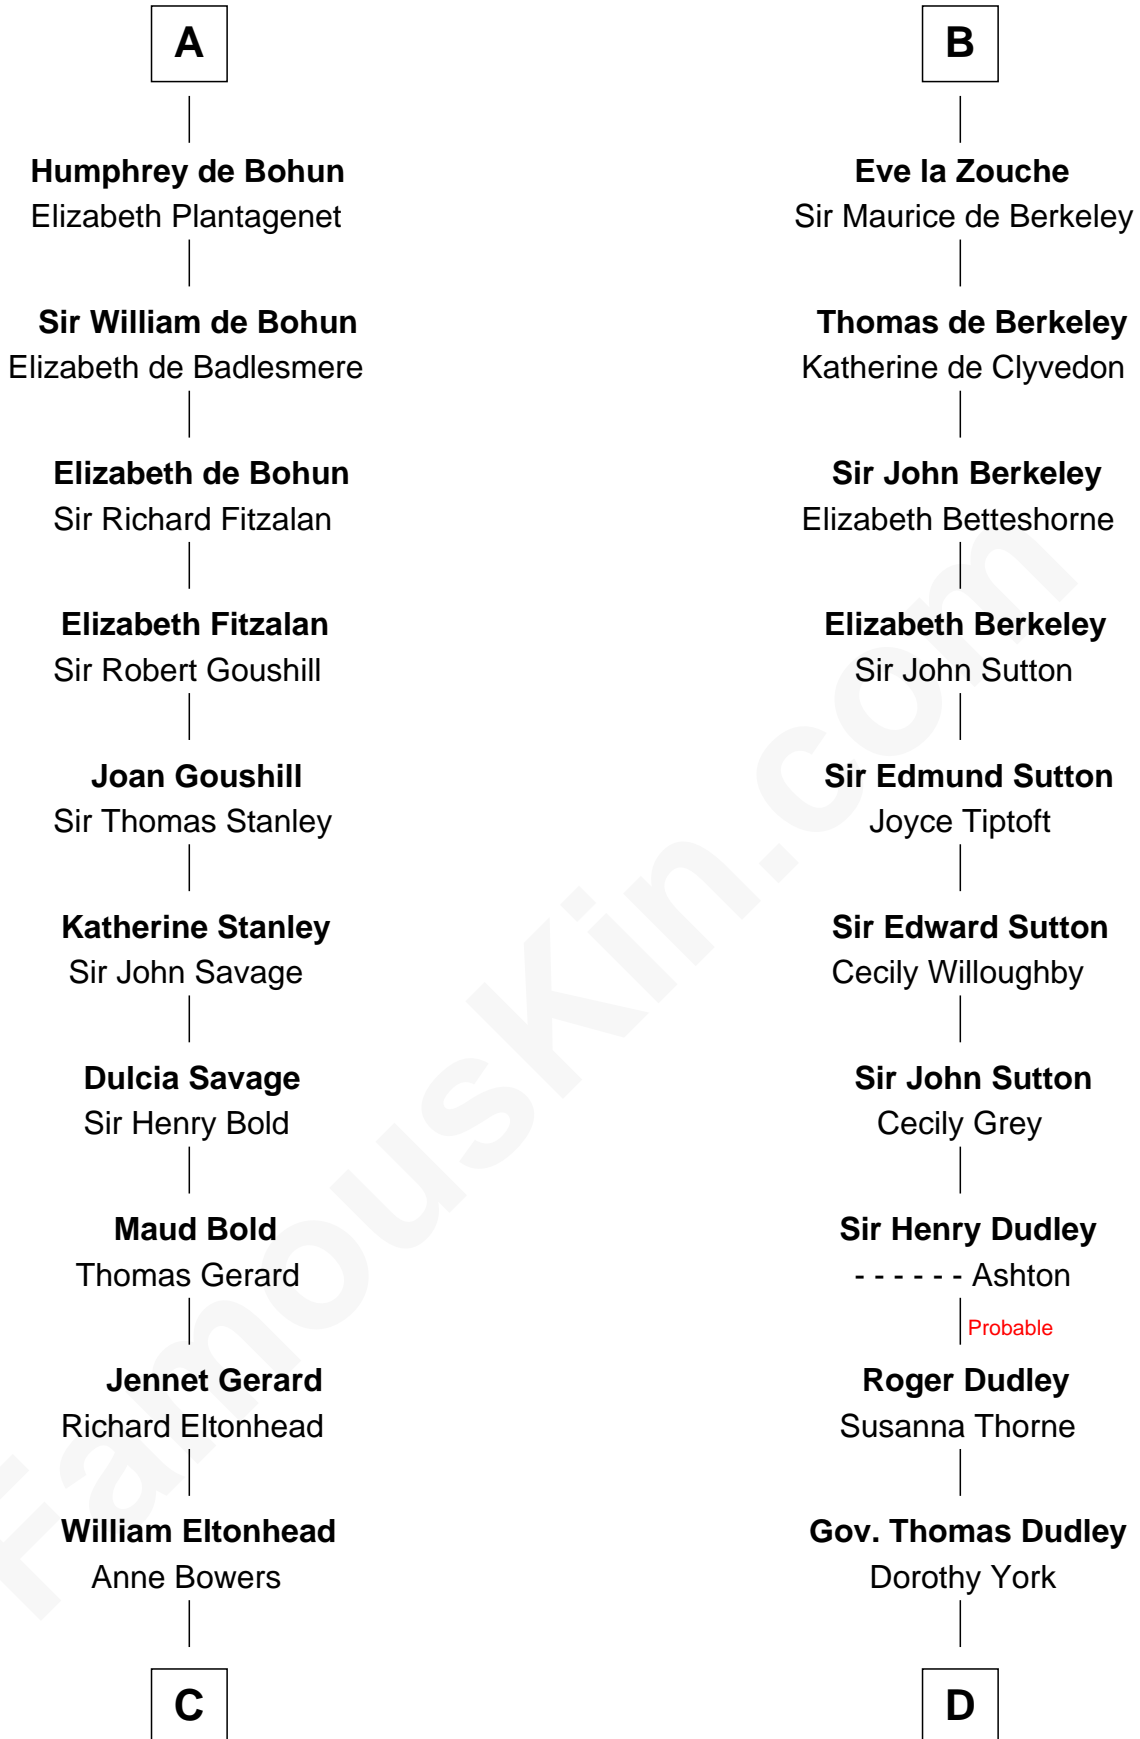 A
Humphrey de Bohun
Elizabeth Plantagenet
Sir William de Bohun
Elizabeth de Badlesmere
Elizabeth de Bohun
Sir Richard Fitzalan
Elizabeth Fitzalan
Sir Robert Goushill
Joan Goushill
Sir Thomas Stanley
Katherine Stanley
Sir John Savage
Dulcia Savage
Sir Henry Bold
Maud Bold
Thomas Gerard
Jennet Gerard
Richard Eltonhead
William Eltonhead
Anne Bowers
C
B
Eve la Zouche
Sir Maurice de Berkeley
Thomas de Berkeley
Katherine de Clyvedon
Sir John Berkeley
Elizabeth Betteshorne
Elizabeth Berkeley
Sir John Sutton
Sir Edmund Sutton
Joyce Tiptoft
Sir Edward Sutton
Cecily Willoughby
Sir John Sutton
Cecily Grey
Sir Henry Dudley
- - - - - - Ashton
Probable
Roger Dudley
Susanna Thorne
Gov. Thomas Dudley
Dorothy York
D
FamousKin.com